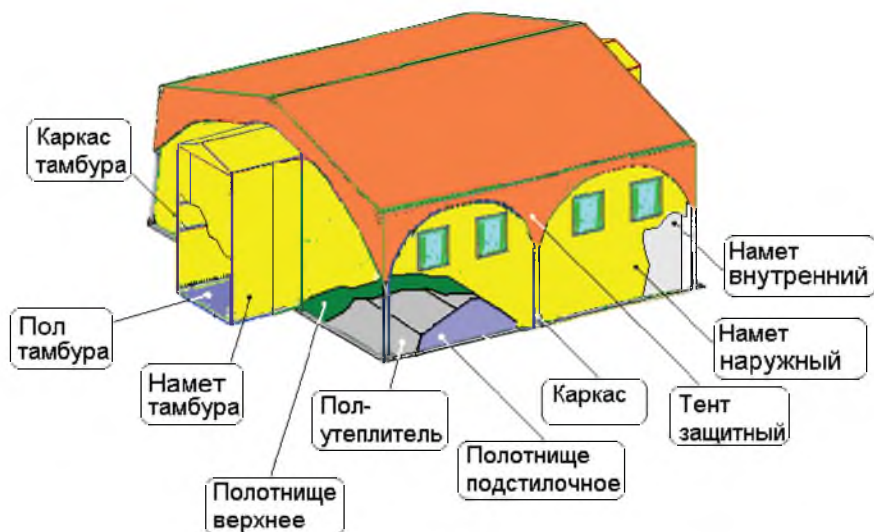 Каркас
тамбура
Пол
тамбура
Намет
тамбура
Полотнище
верхнее
Пол-
утеплитель
Полотнище
подстилочное
Каркас
Тент
защитный
Намет
наружный
Намет
внутренний